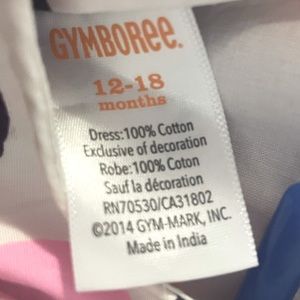 GYMBOREE.
12-18
months
Dress:100% Cotton
Exclusive of decoration
Robe:100% Coton
Sauf la décoration
RN70530/CA31802
©2014 GYM-MARK, INC.
Made in India